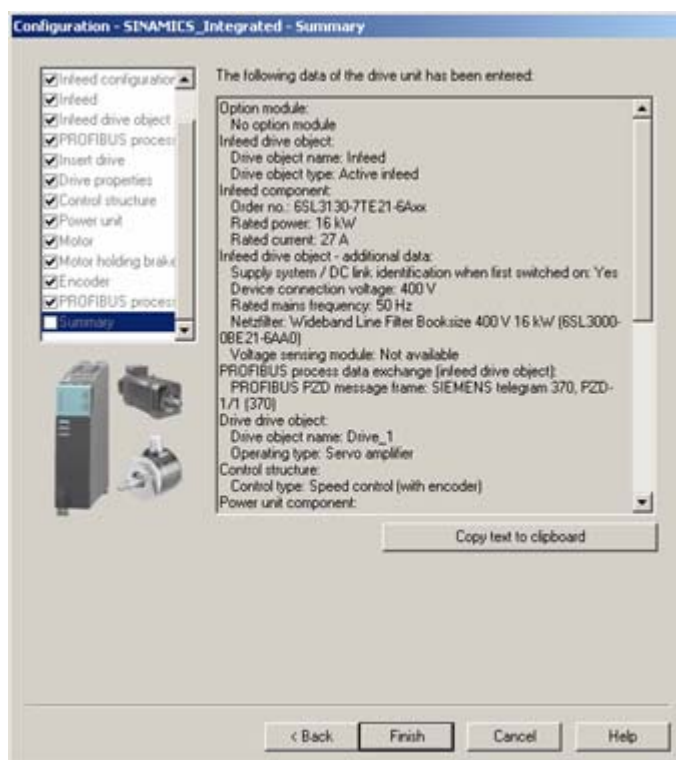 Configuration - SINAMICS_Integrated - Summary
Infeed configuration
Infeed
Infeed drive object
PROFIBUS process
Insert drive
Drive properties
Control structure
Power unit
Motor
Motor holding brake
Encoder
PROFIBUS process
Summary
The following data of the drive unit has been entered:
Option module:
No option module
Infeed drive object:
Drive object name: Infeed
Drive object type: Active infeed
Infeed component:
Order no.: 6SL3130-7TE21-6Axx
Rated power: 16 kW
Rated current: 27 A
Infeed drive object - additional data:
Supply system / DC link identification when first switched on: Yes
Device connection voltage: 400 V
Rated mains frequency: 50 Hz
Netzfilter: Wideband Line Filter Booksize 400 V 16 kW (6SL3000-
0BE21-6AA0)
Voltage sensing module: Not available
PROFIBUS process data exchange (infeed drive object):
PROFIBUS PZD message frame: SIEMENS telegram 370, PZD-
1/1 (370)
Drive drive object:
Drive object name: Drive_1
Operating type: Servo amplifier
Control structure:
Control type: Speed control (with encoder)
Power unit component:
Copy text to clipboard
< Back
Finish
Cancel
Help